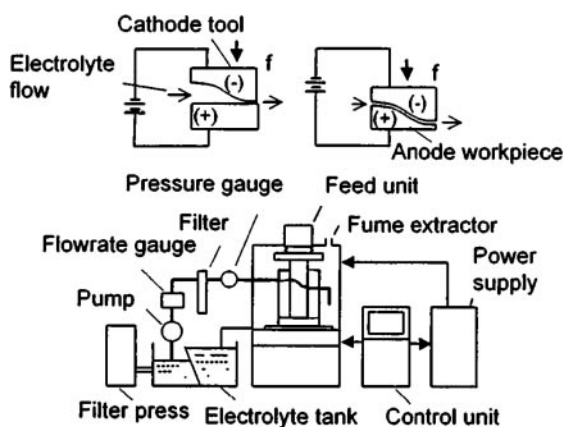 Cathode tool
f
f
Electrolyte
flow
(-)
(+)
(-)
(+)
Anode workpiece
Pressure gauge
Feed unit
Filter
Fume extractor
Flowrate gauge
Power
supply
Pump
Filter press
Electrolyte tank
Control unit